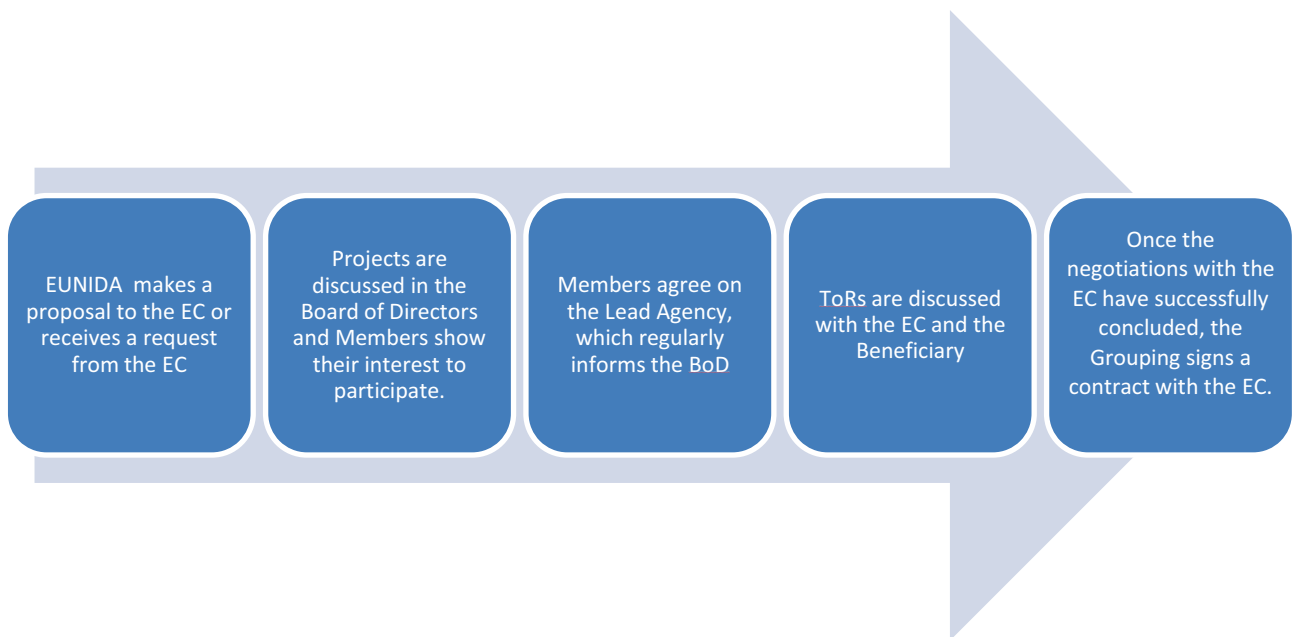 EUNIDA  makes a
proposal to the EC or
receives a request
from the EC
Projects are
discussed in the
Board of Directors
and Members show
their interest to
participate.
Members agree on
the Lead Agency,
which regularly
informs the BoD
ToRs are discussed
with the EC and the
Beneficiary
Once the
negotiations with the
EC have successfully
concluded, the
Grouping signs a
contract with the EC.